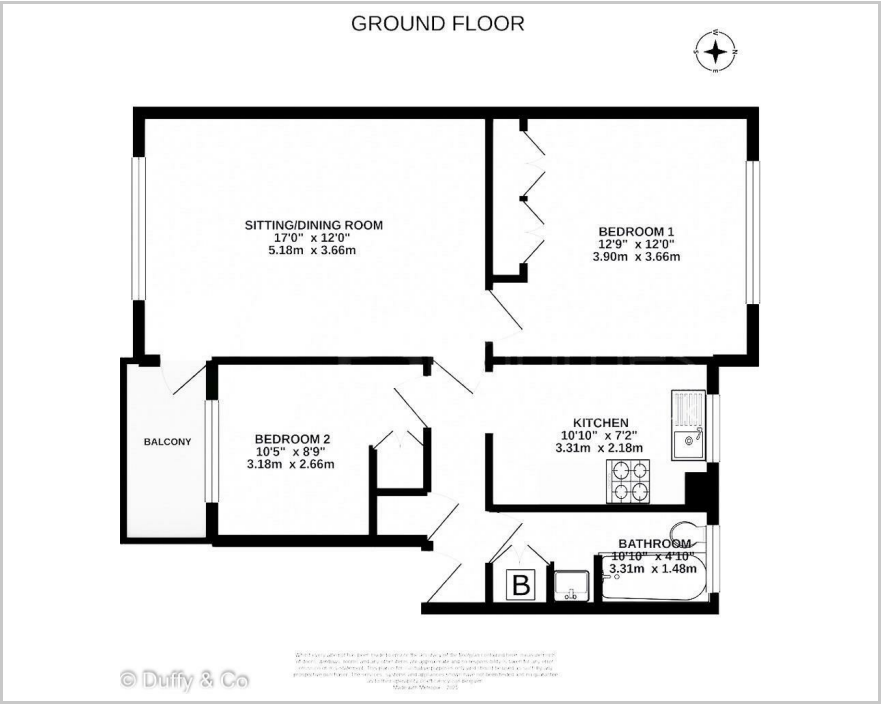 GROUND FLOOR
W
N
S
E
SITTING/DINING ROOM
17'0" x 12'0"
5.18m x 3.66m
BEDROOM 1
12'9" x 12'0"
3.90m x 3.66m
BALCONY
BEDROOM 2
10'5" x 8'9"
3.18m x 2.66m
KITCHEN
10'10" x 7'2"
3.31m x 2.18m
BATHROOM
10'10" x 4'10"
3.31m x 1.48m
B
© Duffy & Co